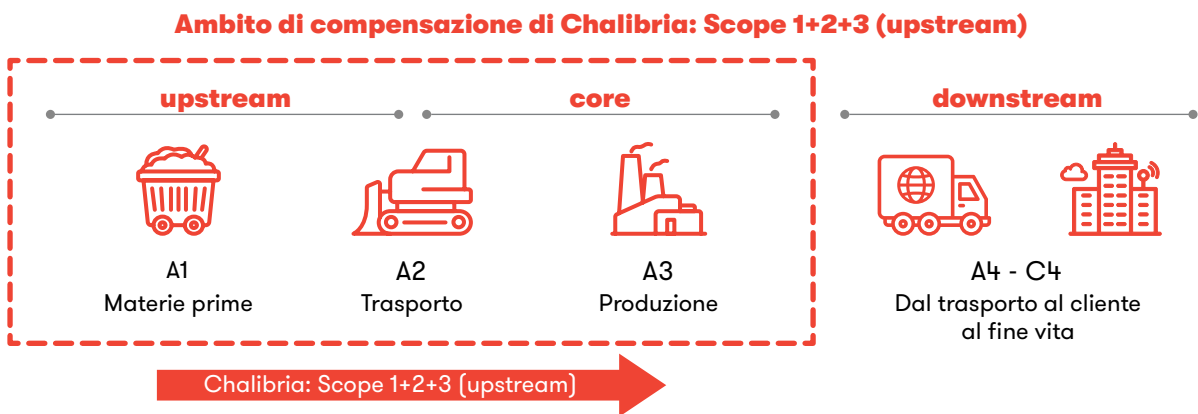 Ambito di compensazione di Chalibria: Scope 1+2+3 (upstream)
upstream
core
downstream
A1
Materie prime
A2
Trasporto
A3
Produzione
A4 - C4
Dal trasporto al cliente
al fine vita
Chalibria: Scope 1+2+3 (upstream)